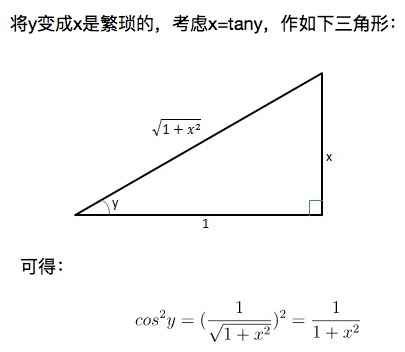 将y变成x是繁琐的，考虑x=tany，作如下三角形：
√1 + x²
x
y
1
可得：
cos²y = (1/√1 + x²)² = 1/1 + x²